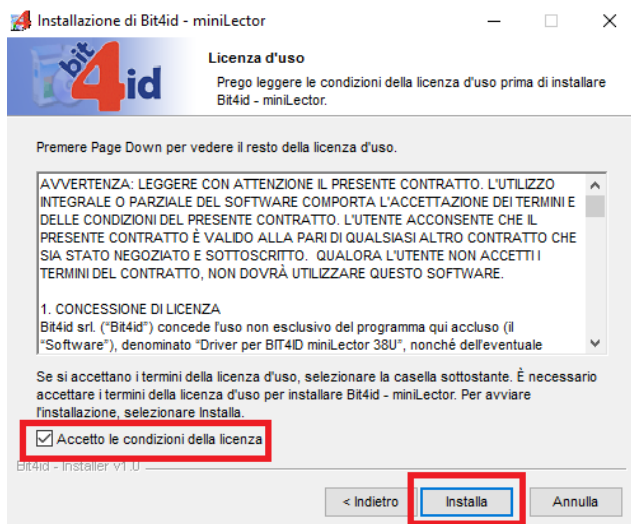 Installazione di Bit4id - miniLector
bit
4id
Licenza d'uso
Prego leggere le condizioni della licenza d'uso prima di installare
Bit4id - miniLector.
Premere Page Down per vedere il resto della licenza d'uso.
AVVERTENZA: LEGGERE CON ATTENZIONE IL PRESENTE CONTRATTO. L'UTILIZZO
INTEGRALE O PARZIALE DEL SOFTWARE COMPORTA L'ACCETTAZIONE DEI TERMINI E
DELLE CONDIZIONI DEL PRESENTE CONTRATTO. L'UTENTE ACCONSENTE CHE IL
PRESENTE CONTRATTO È VALIDO ALLA PARI DI QUALSIASI ALTRO CONTRATTO CHE
SIA STATO NEGOZIATO E SOTTOSCRITTO. QUALORA L'UTENTE NON ACCETTI I
TERMINI DEL CONTRATTO, NON DOVRÀ UTILIZZARE QUESTO SOFTWARE.
1. CONCESSIONE DI LICENZA
Bit4id srl. (“Bit4id”) concede l'uso non esclusivo del programma qui accluso (il
“Software”), denominato “Driver per BIT4ID miniLector 38U”, nonché dell'eventuale
Se si accettano i termini della licenza d'uso, selezionare la casella sottostante. È necessario
accettare i termini della licenza d'uso per installare Bit4id - miniLector. Per avviare
l'installazione, selezionare Installa.
Accetto le condizioni della licenza
Bit4id - Installer v1.0
< Indietro
Installa
Annulla